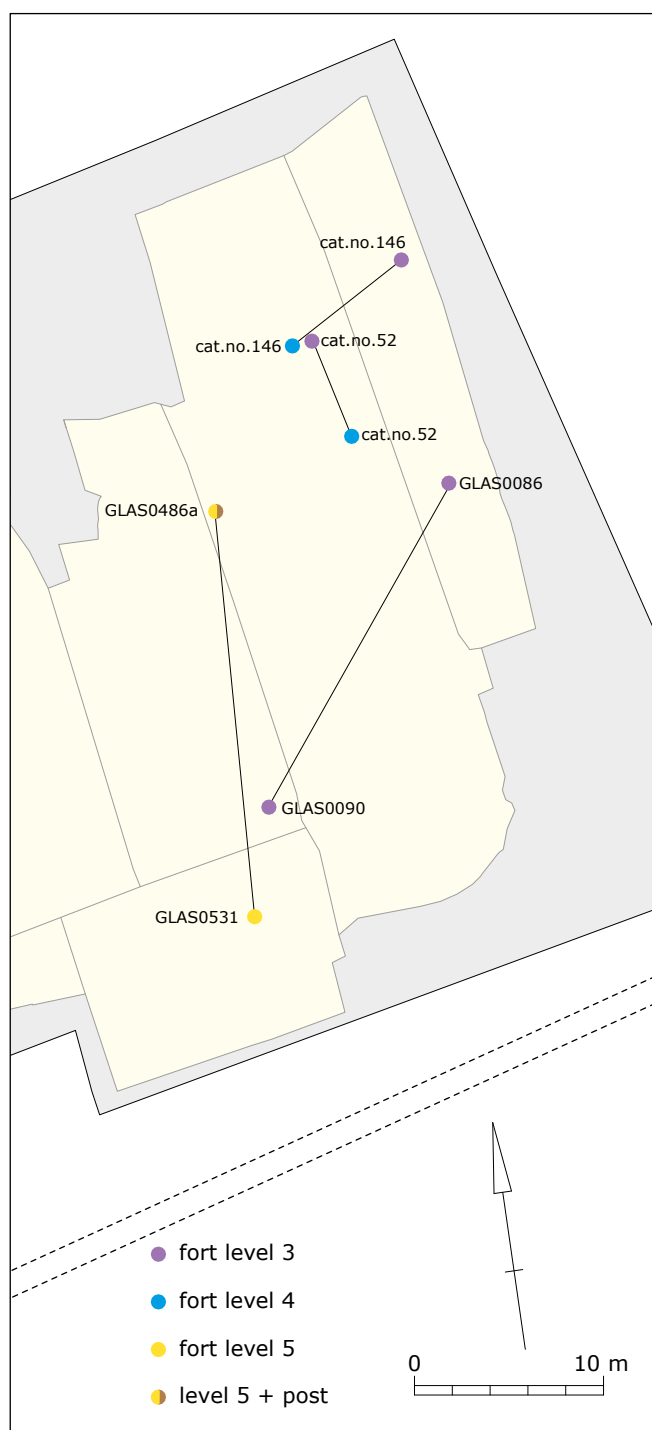 cat.no.146
cat.no.52
cat.no.146
cat.no.52
GLAS0086
GLAS0486a
GLAS0090
GLAS0531
fort level 3
fort level 4
fort level 5
level 5 + post
0 10 m